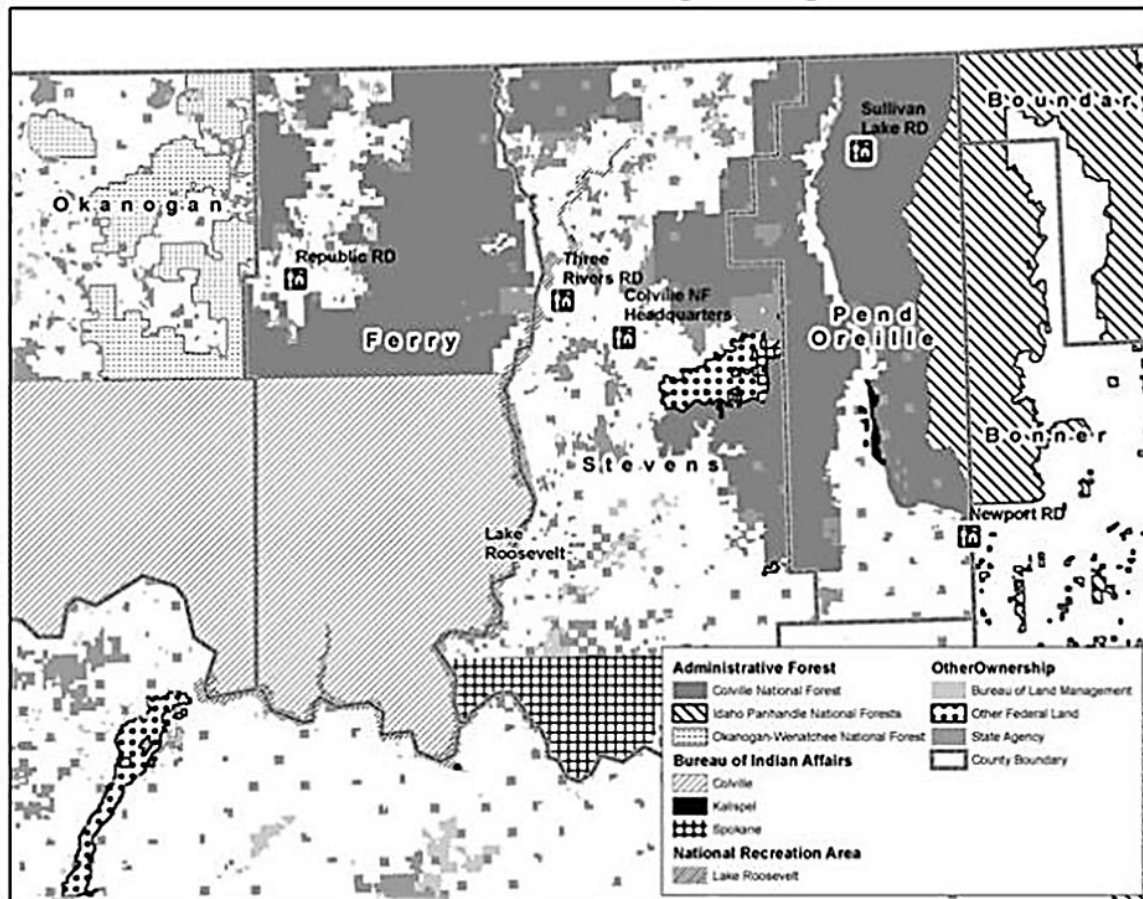 Boundary
Sullivan
Lake RD
Okanogan
Republic RD
Three
Rivers RD
Colville NF
Headquarters
Ferry
Pend
Oreille
Bonner
Stevens
Newport RD
Lake
Roosevelt
Administrative Forest
Colville National Forest
Idaho Panhandle National Forests
Okanogan-Wenatchee National Forest
Bureau of Indian Affairs
Colville
Kalispel
Spokane
National Recreation Area
Lake Roosevelt
OtherOwnership
Bureau of Land Management
Other Federal Land
State Agency
County Boundary